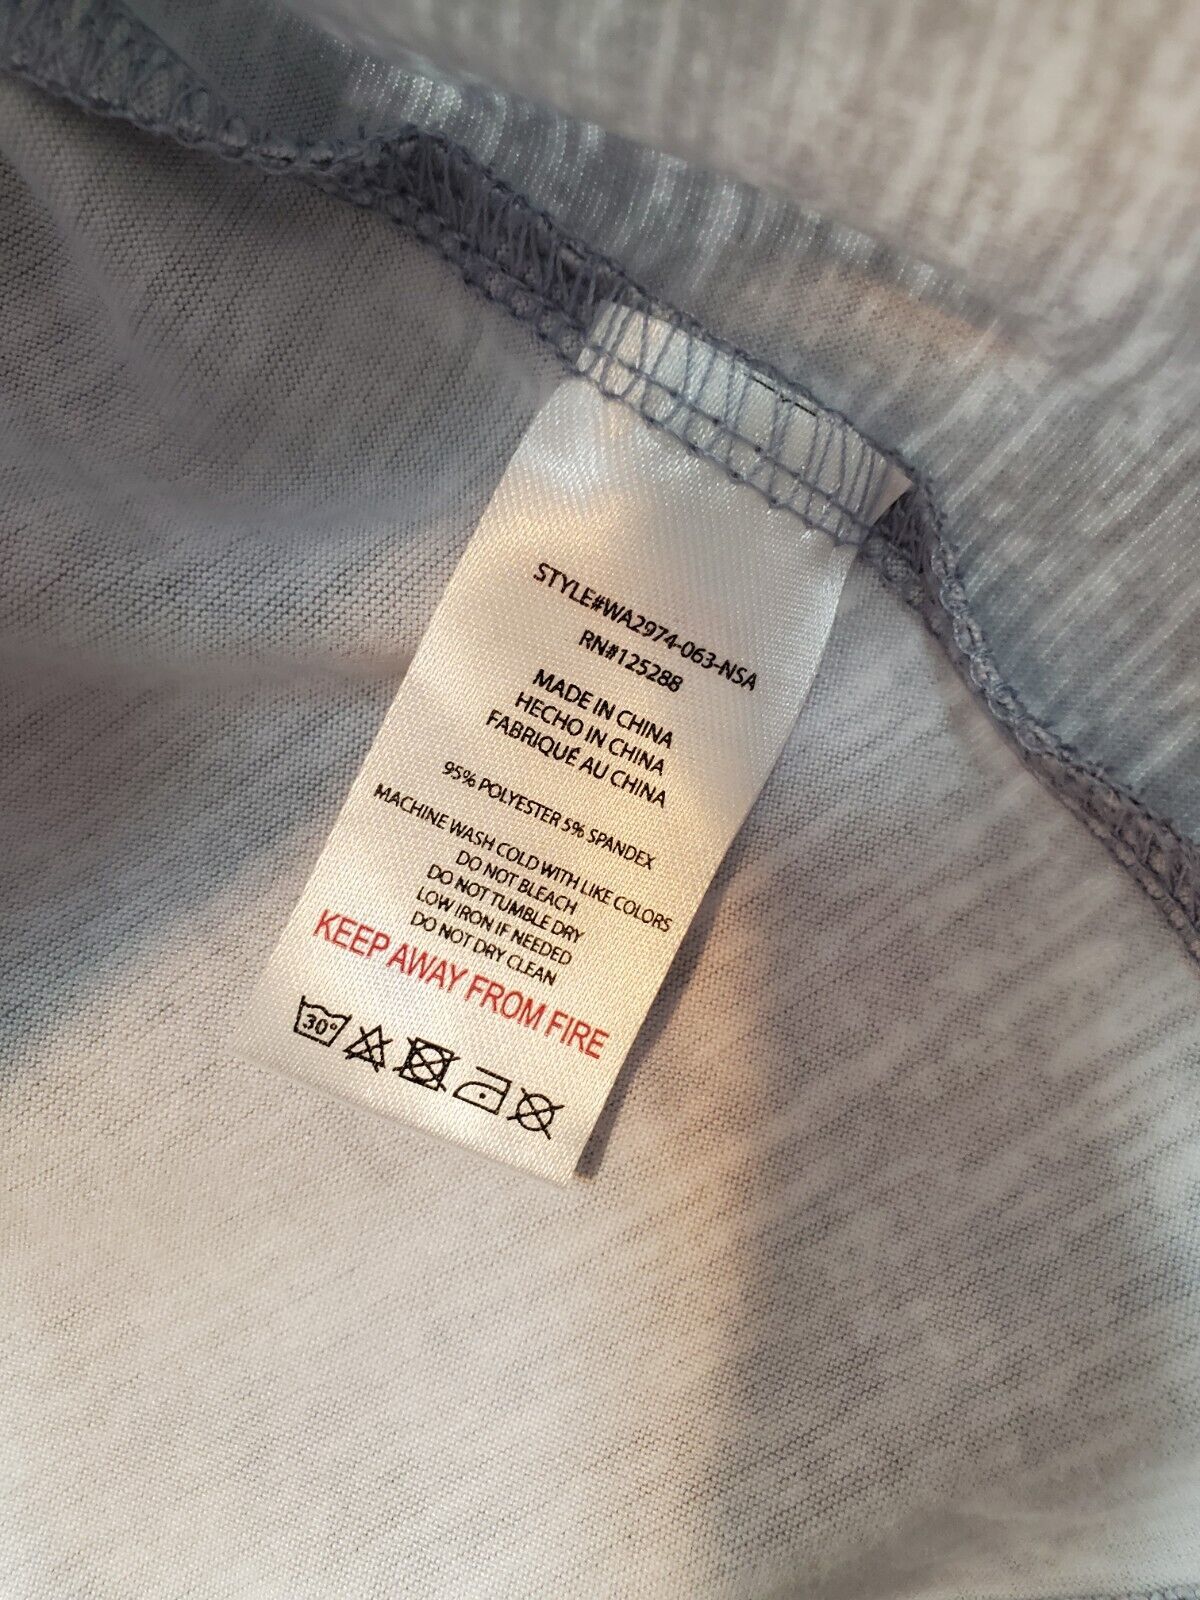 STYLE#WA2974-063-NSA
RN#125288
MADE IN CHINA
HECHO IN CHINA
FABRIQUÉ AU CHINA
95% POLYESTER 5% SPANDEX
MACHINE WASH COLD WITH LIKE COLORS
DO NOT BLEACH
DO NOT TUMBLE DRY
LOW IRON IF NEEDED
DO NOT DRY CLEAN
KEEP AWAY FROM FIRE
30°